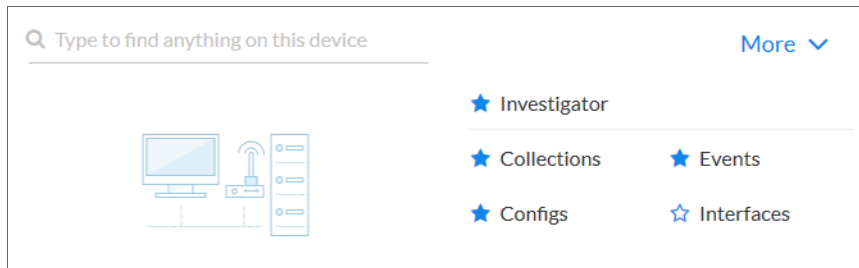 Type to find anything on this device
More
Investigator
Collections
Events
Configs
Interfaces